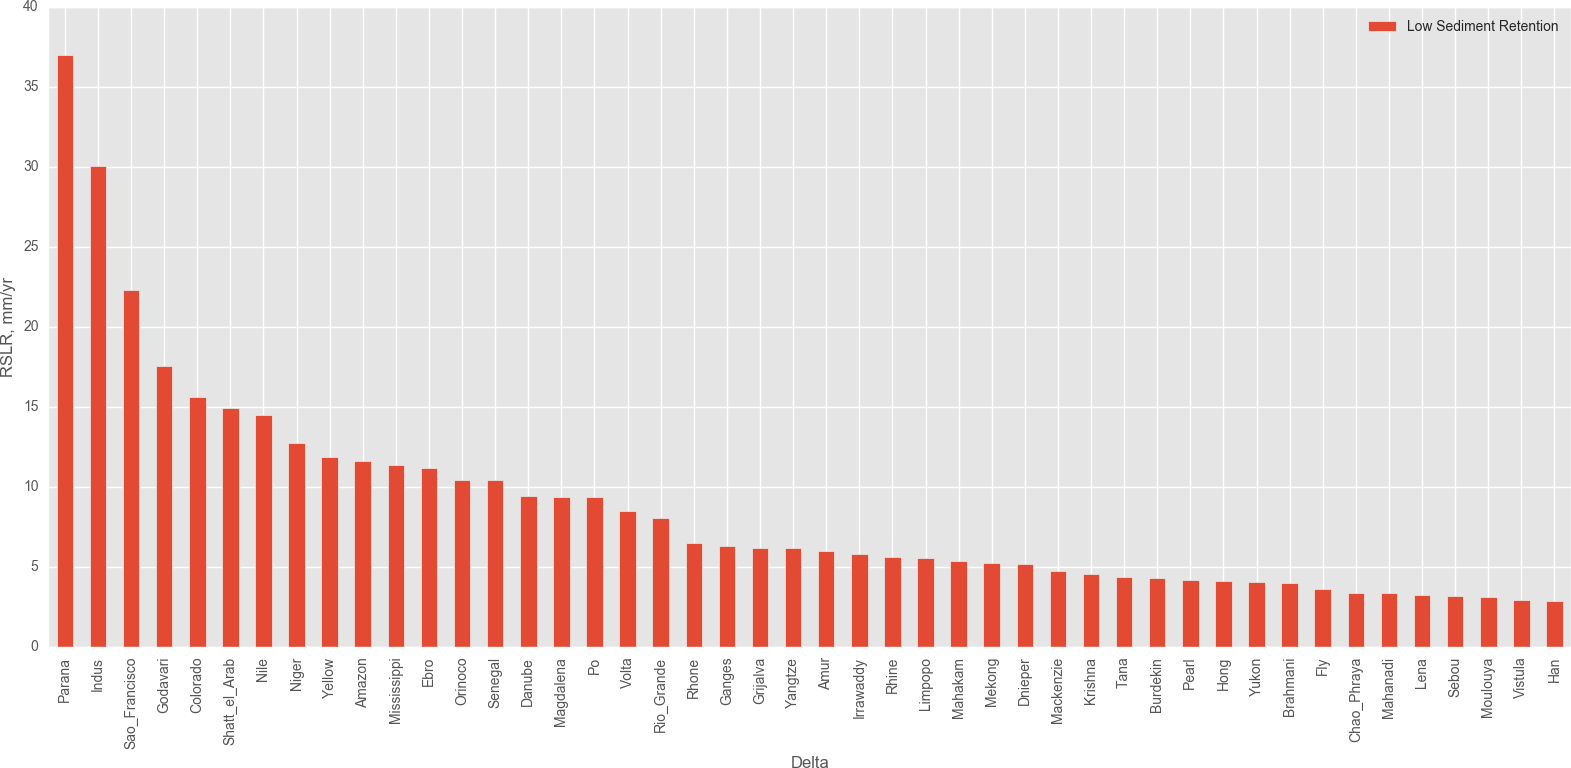 Low Sediment Retention
RSLR, mm/yr
40
35
30
25
20
15
10
5
0
Parana
Indus
Sao_Francisco
Godavari
Colorado
Shatt_el_Arab
Nile
Niger
Yellow
Amazon
Mississippi
Ebro
Orinoco
Senegal
Danube
Magdalena
Po
Volta
Rio_Grande
Rhone
Ganges
Grijalva
Yangtze
Amur
Irrawaddy
Rhine
Limpopo
Mahakam
Mekong
Dnieper
Mackenzie
Krishna
Tana
Burdekin
Pearl
Hong
Yukon
Brahmani
Fly
Chao_Phraya
Mahanadi
Lena
Sebou
Moulouya
Vistula
Han
Delta